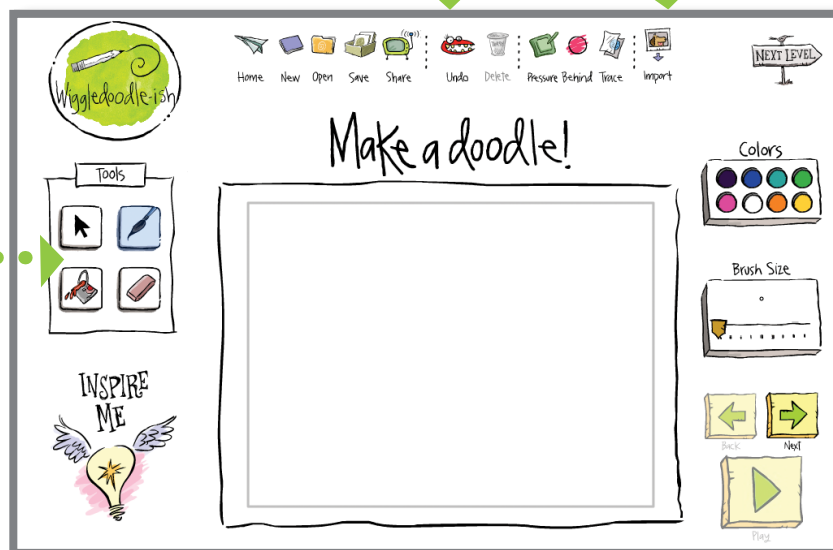 Wiggledoodle-ish
Home New Open Save Share Undo Delete Pressure Behind Trace Import
NEXT LEVEL
Make a doodle!
Tools
Colors
Brush Size
INSPIRE
ME
Back Next
Play